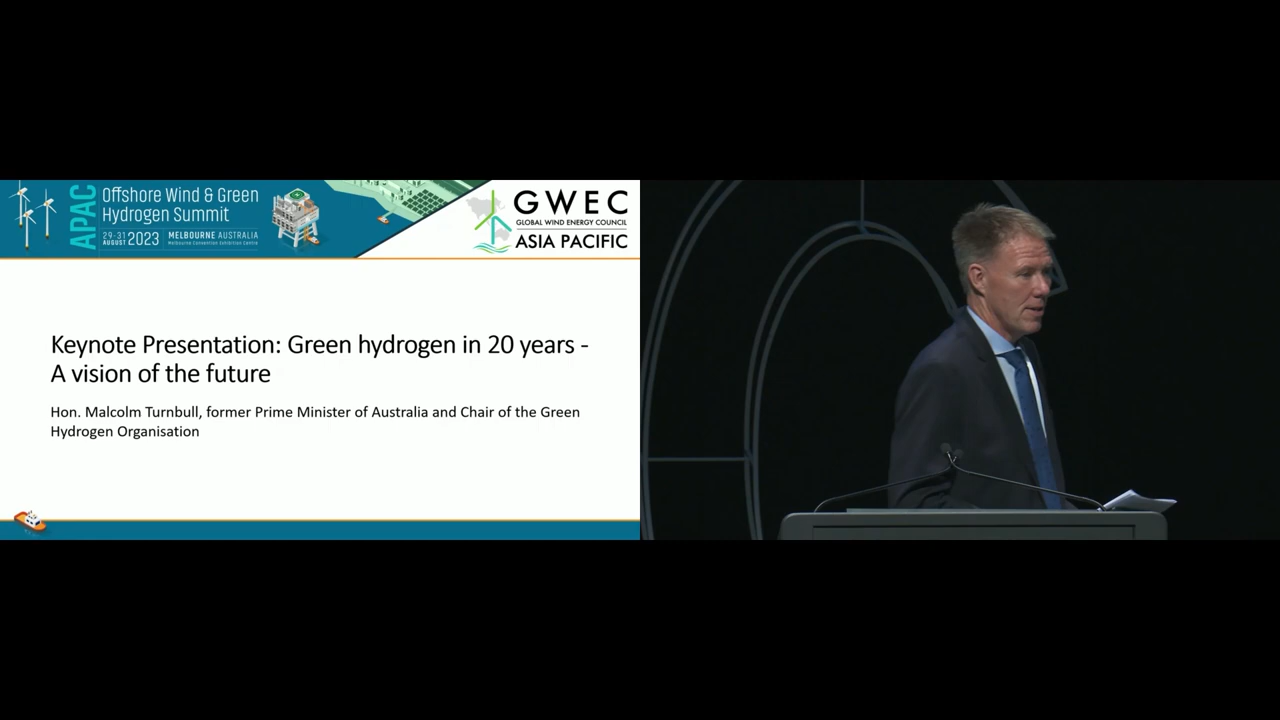 APAC
Offshore Wind & Green
Hydrogen Summit
29-31 AUGUST 2023 MELBOURNE AUSTRALIA
Melbourne Convention Exhibition Centre
GWEC
GLOBAL WIND ENERGY COUNCIL
ASIA PACIFIC
Keynote Presentation: Green hydrogen in 20 years -
A vision of the future
Hon. Malcolm Turnbull, former Prime Minister of Australia and Chair of the Green
Hydrogen Organisation